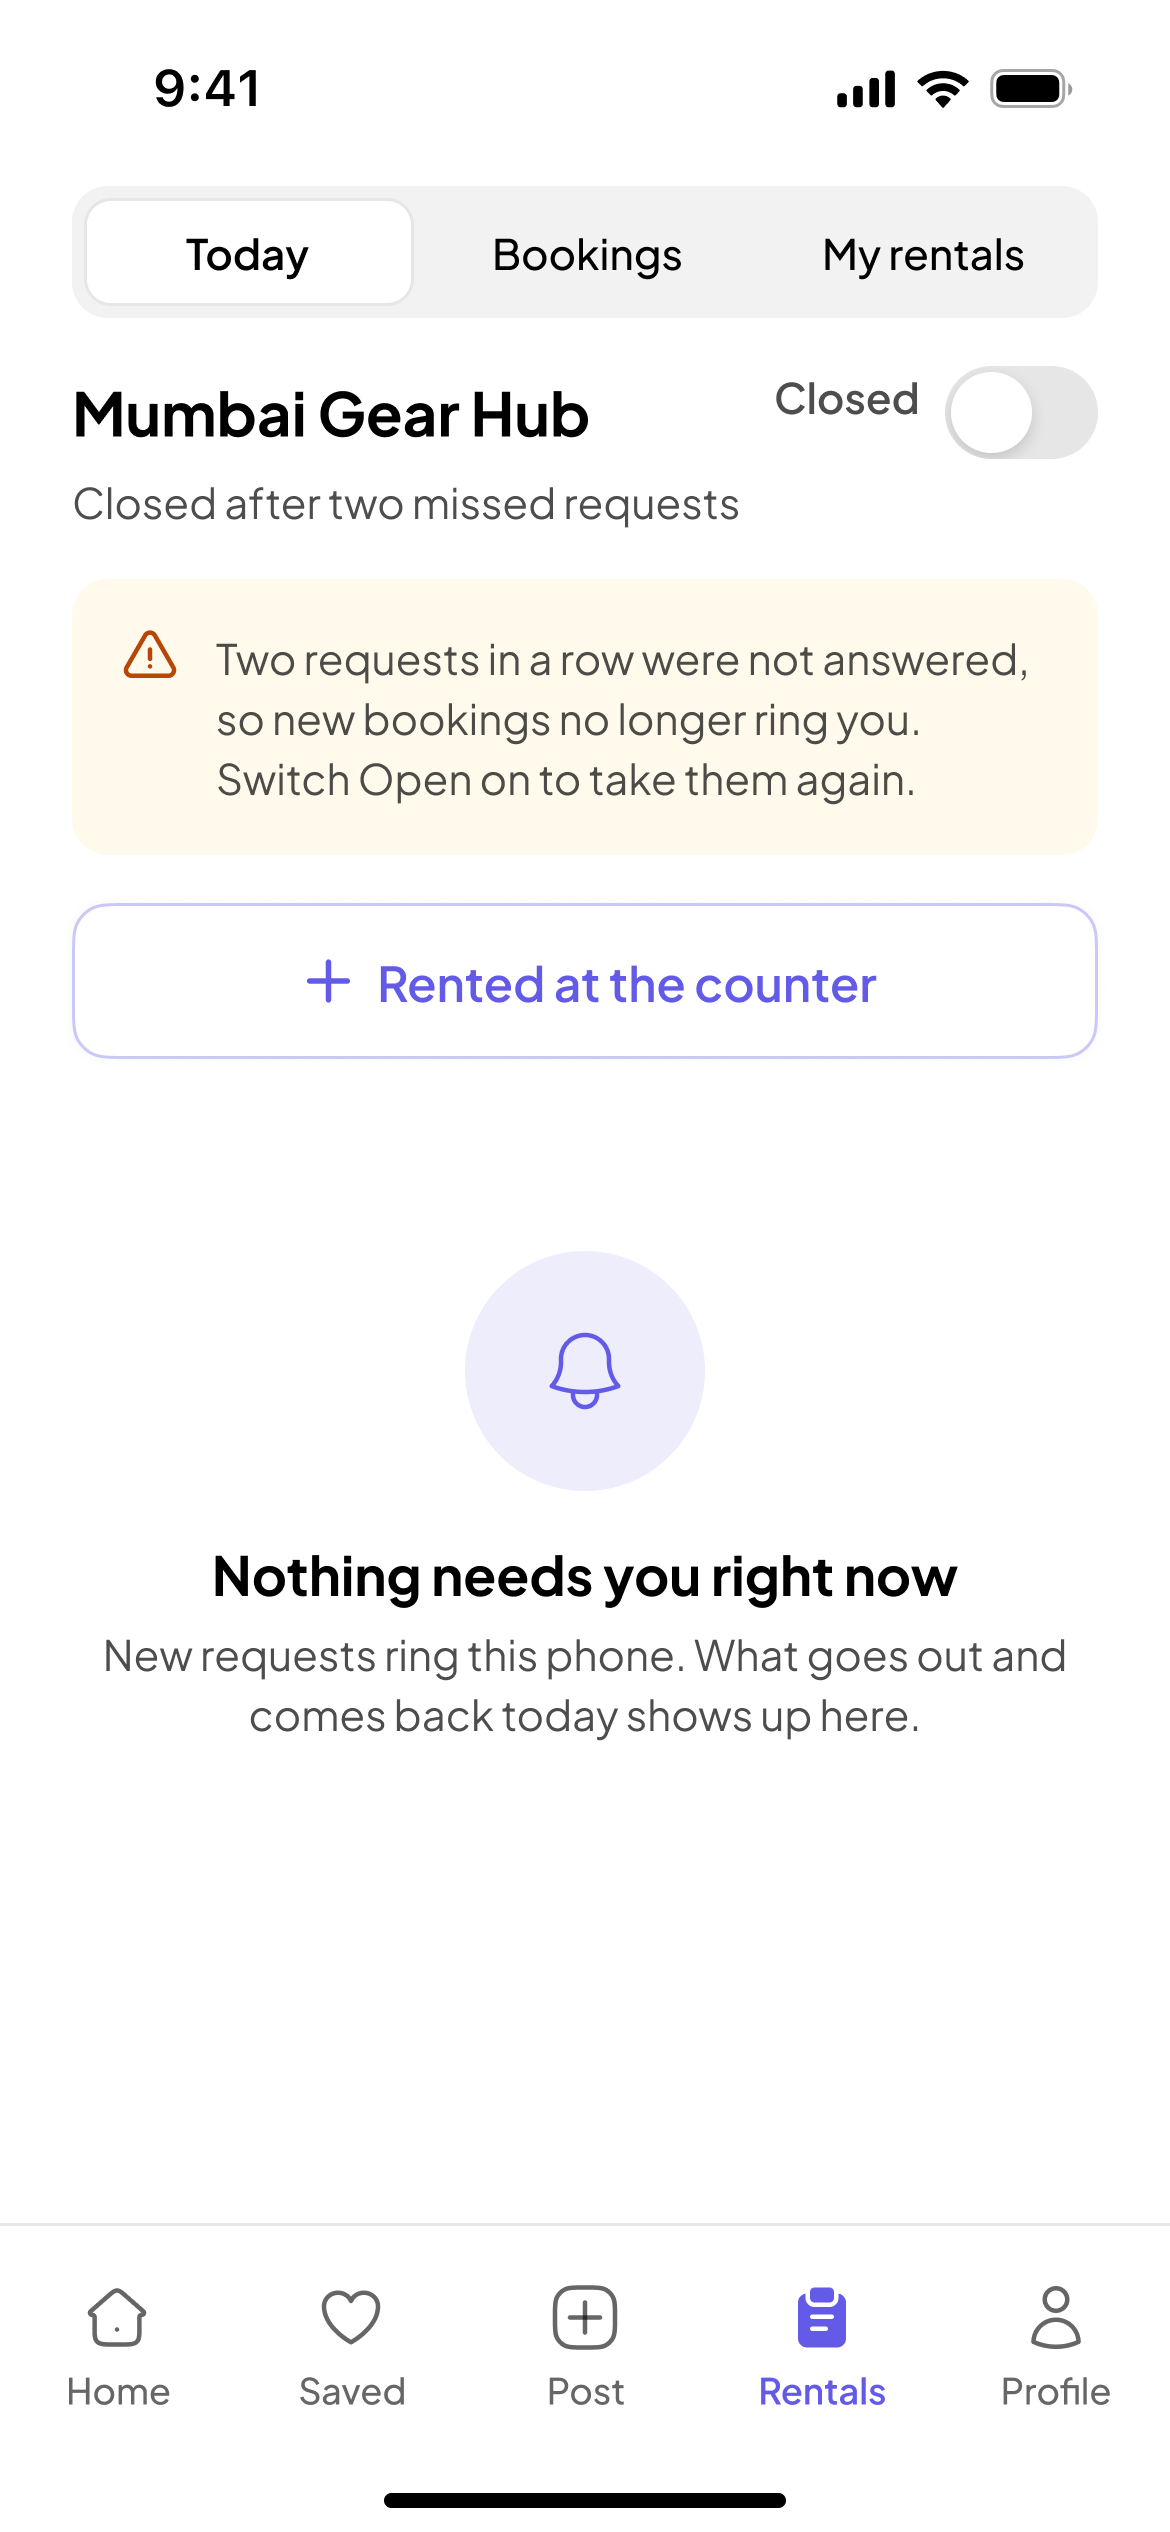 9:41
Today
Bookings
My rentals
Mumbai Gear Hub
Closed
Closed after two missed requests
Two requests in a row were not answered,
so new bookings no longer ring you.
Switch Open on to take them again.
Rented at the counter
Nothing needs you right now
New requests ring this phone. What goes out and
comes back today shows up here.
Home
Saved
Post
Rentals
Profile